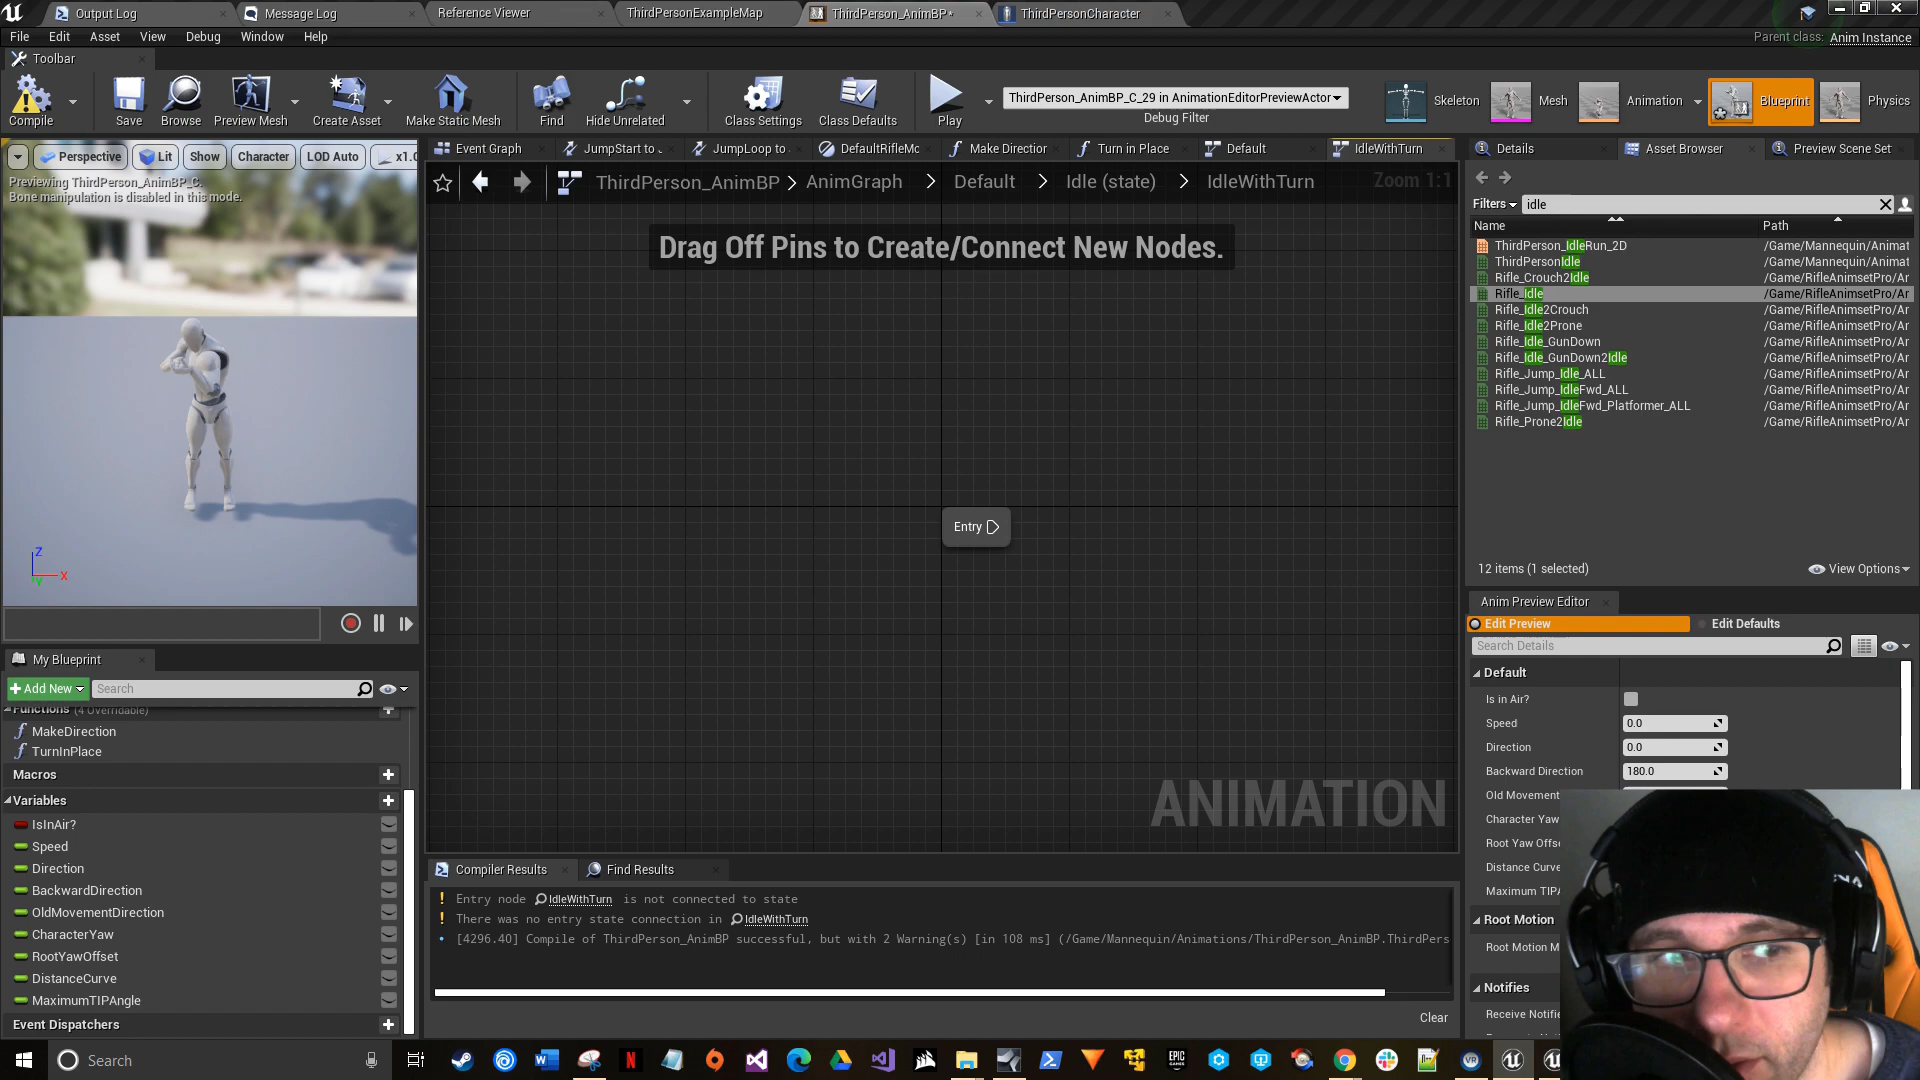 Output Log
Message Log
Reference Viewer
ThirdPersonExampleMap
ThirdPerson_AnimBP*
ThirdPersonCharacter
File Edit Asset View Debug Window Help
Parent class: Anim Instance
Toolbar
Compile
Save
Browse
Preview Mesh
Create Asset
Make Static Mesh
Find
Hide Unrelated
Class Settings
Class Defaults
Play
ThirdPerson_AnimBP_C_29 in AnimationEditorPreviewActor
Debug Filter
Skeleton
Mesh
Animation
Blueprint
Physics
Perspective
Lit
Show
Character
LOD Auto
x1.0
Previewing ThirdPerson_AnimBP_C.
Bone manipulation is disabled in this mode.
Z
X
Y
Event Graph
JumpStart to
JumpLoop to
DefaultRifleMo
Make Direction
Turn in Place
Default
IdleWithTurn
ThirdPerson_AnimBP > AnimGraph > Default > Idle (state) > IdleWithTurn
Zoom 1:1
Drag Off Pins to Create/Connect New Nodes.
Entry
ANIMATION
Details
Asset Browser
Preview Scene Set
Filters
idle
Name Path
ThirdPerson_IdleRun_2D /Game/Mannequin/Animat
ThirdPersonIdle /Game/Mannequin/Animat
Rifle_Crouch2Idle /Game/RifleAnimsetPro/Ar
Rifle_Idle /Game/RifleAnimsetPro/Ar
Rifle_Idle2Crouch /Game/RifleAnimsetPro/Ar
Rifle_Idle2Prone /Game/RifleAnimsetPro/Ar
Rifle_Idle_GunDown /Game/RifleAnimsetPro/Ar
Rifle_Idle_GunDown2Idle /Game/RifleAnimsetPro/Ar
Rifle_Jump_Idle_ALL /Game/RifleAnimsetPro/Ar
Rifle_Jump_IdleFwd_ALL /Game/RifleAnimsetPro/Ar
Rifle_Jump_IdleFwd_Platformer_ALL /Game/RifleAnimsetPro/Ar
Rifle_Prone2Idle /Game/RifleAnimsetPro/Ar
12 items (1 selected)
View Options
Anim Preview Editor
Edit Preview
Edit Defaults
Search Details
Default
Is in Air?
Speed 0.0
Direction 0.0
Backward Direction 180.0
Old Movement
Character Yaw
Root Yaw Offse
Distance Curve
Maximum TIPA
Root Motion
Root Motion M
Notifies
Receive Notifie
My Blueprint
Add New
Search
Functions (4 Overridable)
MakeDirection
TurnInPlace
Macros
Variables
IsInAir?
Speed
Direction
BackwardDirection
OldMovementDirection
CharacterYaw
RootYawOffset
DistanceCurve
MaximumTIPAngle
Event Dispatchers
Compiler Results
Find Results
Entry node IdleWithTurn is not connected to state
There was no entry state connection in IdleWithTurn
[4296.40] Compile of ThirdPerson_AnimBP successful, but with 2 Warning(s) [in 108 ms] (/Game/Mannequin/Animations/ThirdPerson_AnimBP.ThirdPers
Clear
Search
EPIC
GAMES
VR